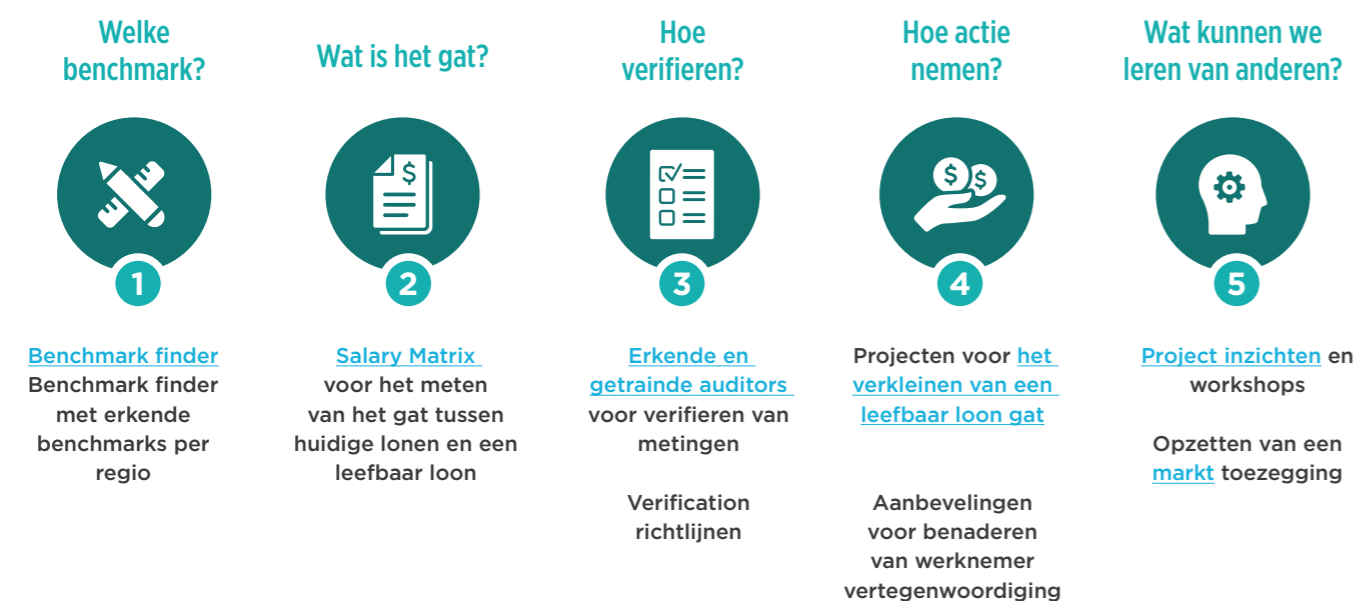 Welke
benchmark?
1
Benchmark finder
Benchmark finder
met erkende
benchmarks per
regio
Wat is het gat?
$
2
Salary Matrix
voor het meten
van het gat tussen
huidige lonen en een
leefbaar loon
Hoe
verifieren?
3
Erkende en
getrainde auditors
voor verifieren van
metingen
Verification
richtlijnen
Hoe actie
nemen?
$ $
4
Projecten voor het
verkleinen van een
leefbaar loon gat
Aanbevelingen
voor benaderen
van werknemer
vertegenwoordiging
Wat kunnen we
leren van anderen?
5
Project inzichten en
workshops
Opzetten van een
markt toezegging